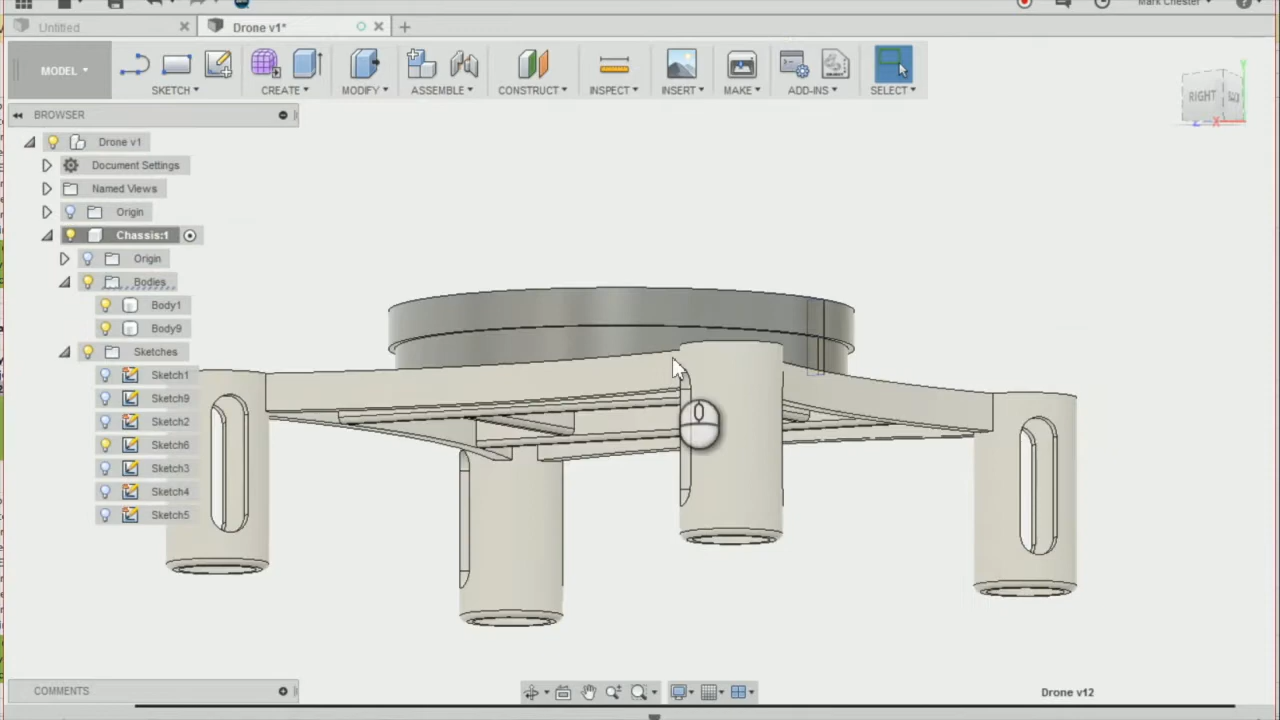 Mark Chester
Untitled
Drone v1*
MODEL
SKETCH
CREATE
MODIFY
ASSEMBLE
CONSTRUCT
INSPECT
INSERT
MAKE
ADD-INS
SELECT
RIGHT
BROWSER
Drone v1
Document Settings
Named Views
Origin
Chassis:1
Origin
Bodies
Body1
Body9
Sketches
Sketch1
Sketch9
Sketch2
Sketch6
Sketch3
Sketch4
Sketch5
COMMENTS
Drone v12